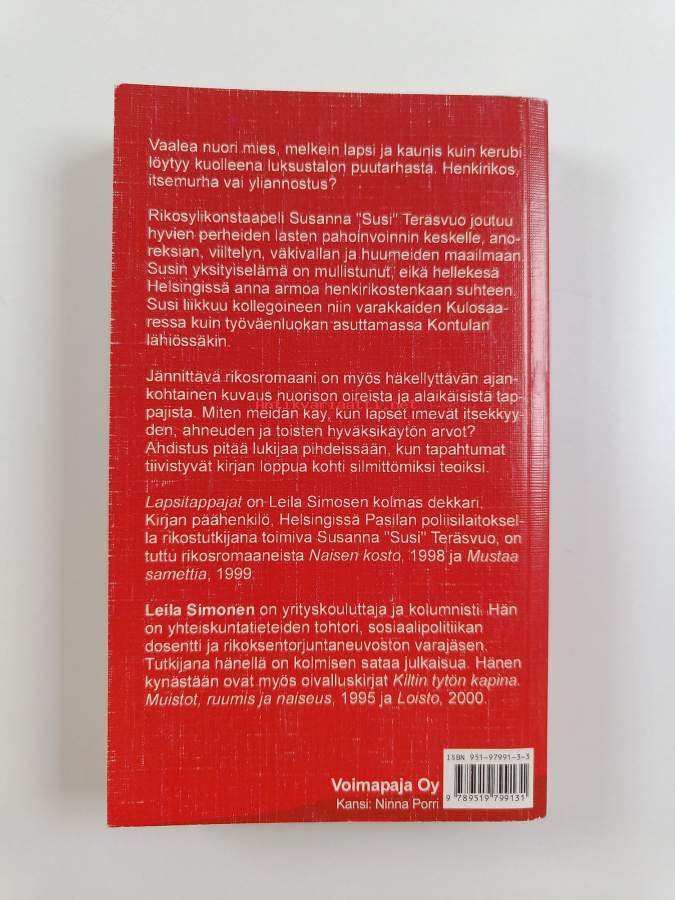 Vaalea nuori mies, melkein lapsi ja kaunis kuin kerubi
löytyy kuolleena luksustalon puutarhasta. Henkirikos,
itsemurha vai yliannostus?
Rikosylikonstaapeli Susanna "Susi" Teräsvuo joutuu
hyvien perheiden lasten pahoinvoinnin keskelle, ano-
reksian, viiltelyn, väkivallan ja huumeiden maailmaan.
Susin yksityiselämä on mullistunut, eikä hellekesä
Helsingissä anna armoa henkirikostenkaan suhteen.
Susi liikkuu kollegoineen niin varakkaiden Kulosaa-
ressa kuin työväenluokan asuttamassa Kontulan
lähiössäkin.
Jännittävä rikosromaani on myös häkellyttävän ajan-
kohtainen kuvaus nuorison oireista ja alaikäisistä tap-
pajista. Miten meidän käy, kun lapset imevät itsekkyy-
den, ahneuden ja toisten hyväksikäytön arvot?
Ahdistus pitää lukijaa pihdeissään, kun tapahtumat
tiivistyvät kirjan loppua kohti silmittömiksi teoiksi.
Lapsitappajat on Leila Simosen kolmas dekkari.
Kirjan päähenkilö, Helsingissä Pasilan poliisilaitoksel-
la rikostutkijana toimiva Susanna "Susi" Teräsvuo, on
tuttu rikosromaaneista Naisen kosto, 1998 ja Mustaa
samettia, 1999.
Leila Simonen on yrityskouluttaja ja kolumnisti. Hän
on yhteiskuntatieteiden tohtori, sosiaalipolitiikan
dosentti ja rikoksentorjuntaneuvoston varajäsen.
Tutkijana hänellä on kolmisen sataa julkaisua. Hänen
kynästään ovat myös oivalluskirjat Kiltin tytön kapina.
Muistot, ruumis ja naiseus, 1995 ja Loisto, 2000.
ISBN 951-97991-3-3
Voimapaja Oy
Kansi: Ninna Porri
9 789519 799131